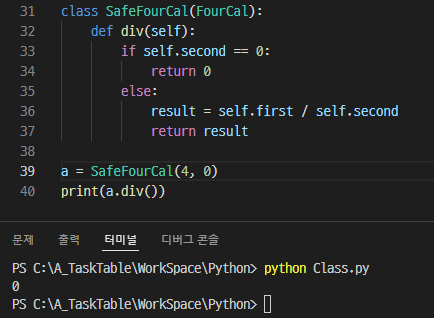 31 class SafeFourCal(FourCal):
32     def div(self):
33         if self.second == 0:
34             return 0
35         else:
36             result = self.first / self.second
37             return result
38
39 a = SafeFourCal(4, 0)
40 print(a.div())
문제 출력 터미널 디버그 콘솔
PS C:\A_TaskTable\WorkSpace\Python> python Class.py
0
PS C:\A_TaskTable\WorkSpace\Python>